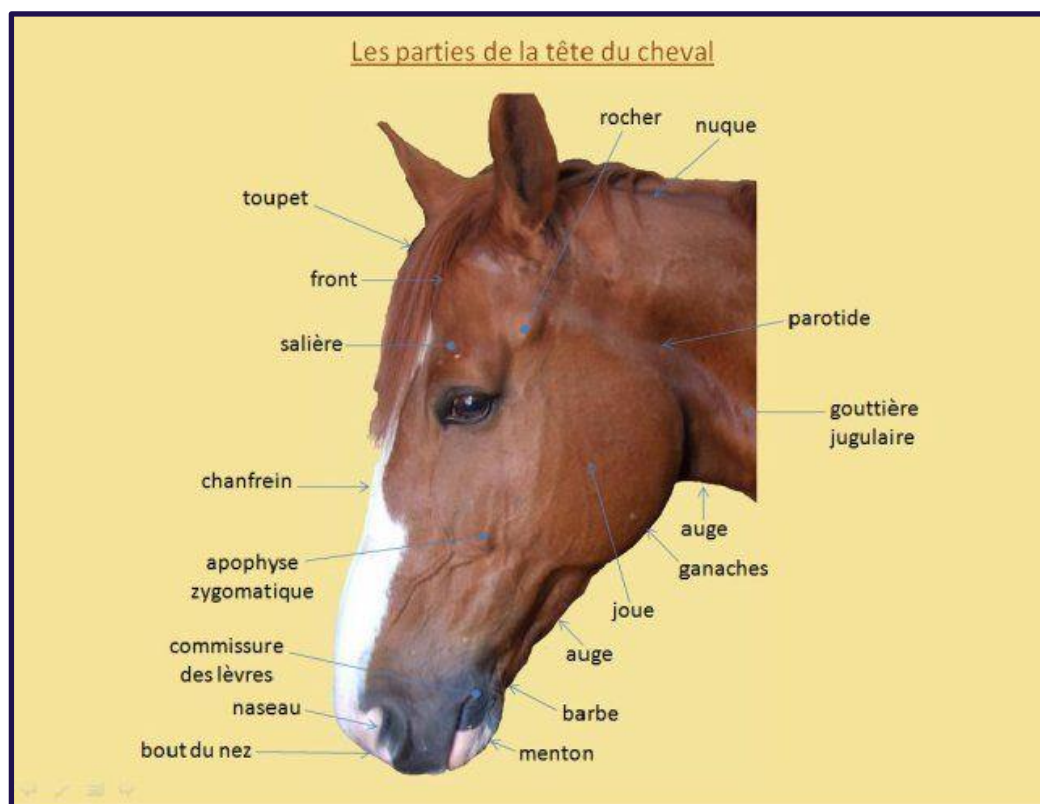 Les parties de la tête du cheval
rocher
nuque
toupet
front
salière
parotide
gouttière
jugulaire
chanfrein
auge
apophyse
zygomatique
ganaches
joue
commissure
des lèvres
auge
naseau
barbe
bout du nez
menton